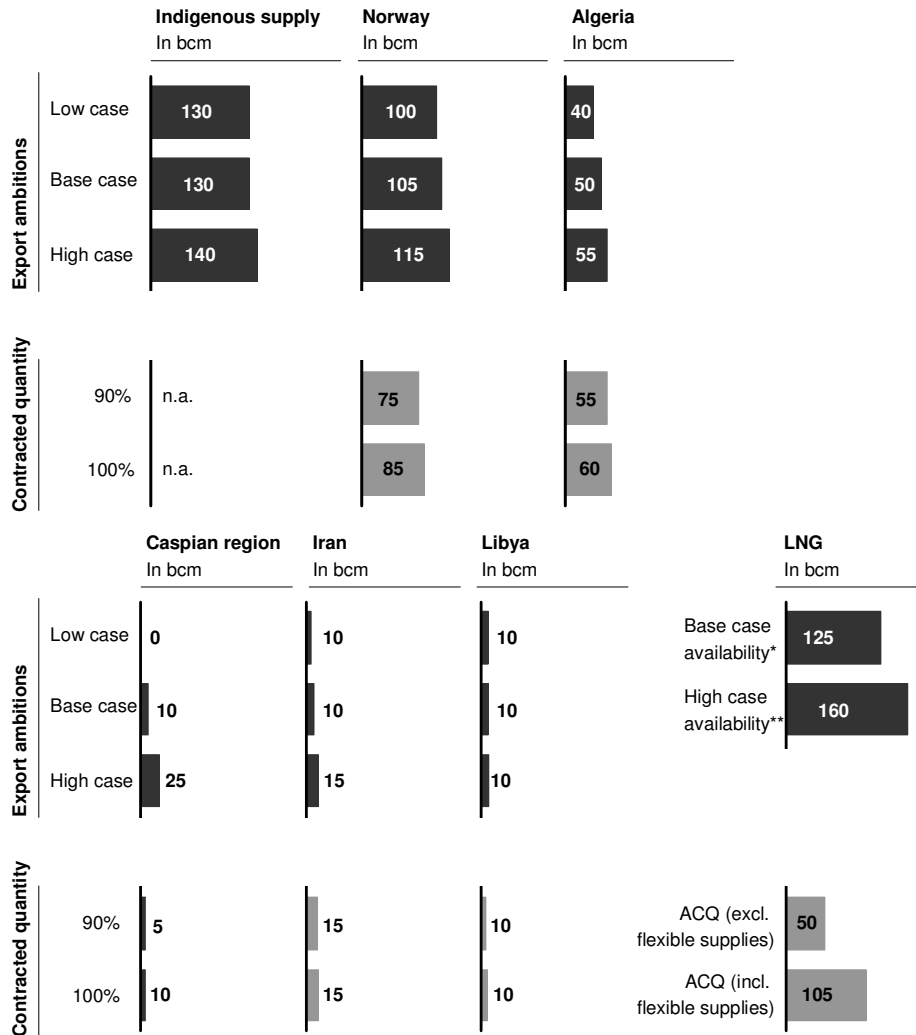 Indigenous supply Norway Algeria
In bcm In bcm In bcm
Export ambitions
Low case 130 100 40
Base case 130 105 50
High case 140 115 55
Contracted quantity
90% n.a. 75 55
100% n.a. 85 60
Caspian region Iran Libya LNG
In bcm In bcm In bcm In bcm
Export ambitions
Low case 0 10 10
Base case 10 10 10
High case 25 15 10
Base case
availability* 125
High case
availability** 160
Contracted quantity
90% 5 15 10
100% 10 15 10
ACQ (excl.
flexible supplies) 50
ACQ (incl.
flexible supplies) 105